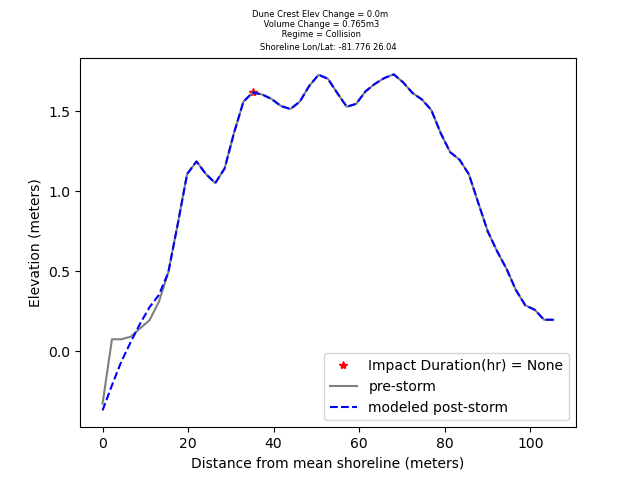 Dune Crest Elev Change = 0.0m
Volume Change = 0.765m3
Regime = Collision
Shoreline Lon/Lat: -81.776 26.04
1.5
1.0
0.5
0.0
Elevation (meters)
Impact Duration(hr) = None
pre-storm
modeled post-storm
0 20 40 60 80 100
Distance from mean shoreline (meters)